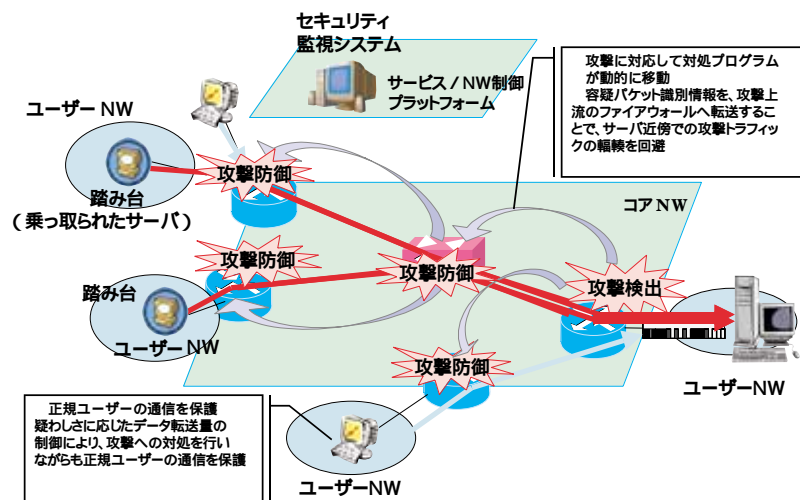 セキュリティ
監視システム
サービス / NW制御
プラットフォーム
攻撃に対応して対処プログラム
が動的に移動
容疑パケット識別情報を、攻撃上
流のファイアウォールへ転送するこ
とで、サーバ近傍での攻撃トラフィッ
クの輻輳を回避
ユーザーNW
攻撃防御
踏み台
(乗っ取られたサーバ)
コアNW
攻撃防御
攻撃防御
攻撃検出
踏み台
ユーザーNW
攻撃防御
ユーザーNW
正規ユーザーの通信を保護
疑わしさに応じたデータ転送量の
制御により、攻撃への対処を行い
ながらも正規ユーザーの通信を保護
ユーザーNW